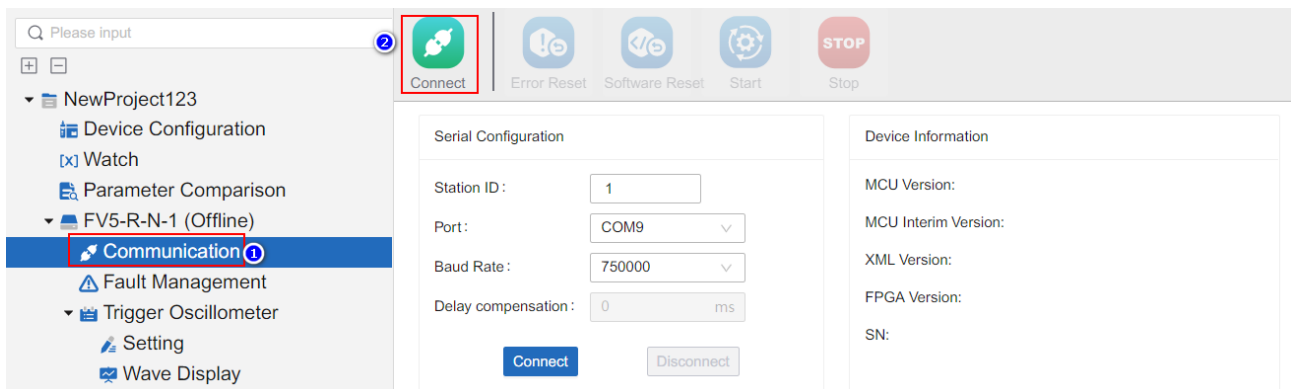 Please input
NewProject123
Device Configuration
[x] Watch
Parameter Comparison
FV5-R-N-1 (Offline)
Communication 1
Fault Management
Trigger Oscillometer
Setting
Wave Display
2
Connect
Error Reset
Software Reset
Start
STOP
Stop
Serial Configuration
Station ID : 1
Port : COM9
Baud Rate : 750000
Delay compensation : 0 ms
Connect Disconnect
Device Information
MCU Version:
MCU Interim Version:
XML Version:
FPGA Version:
SN: